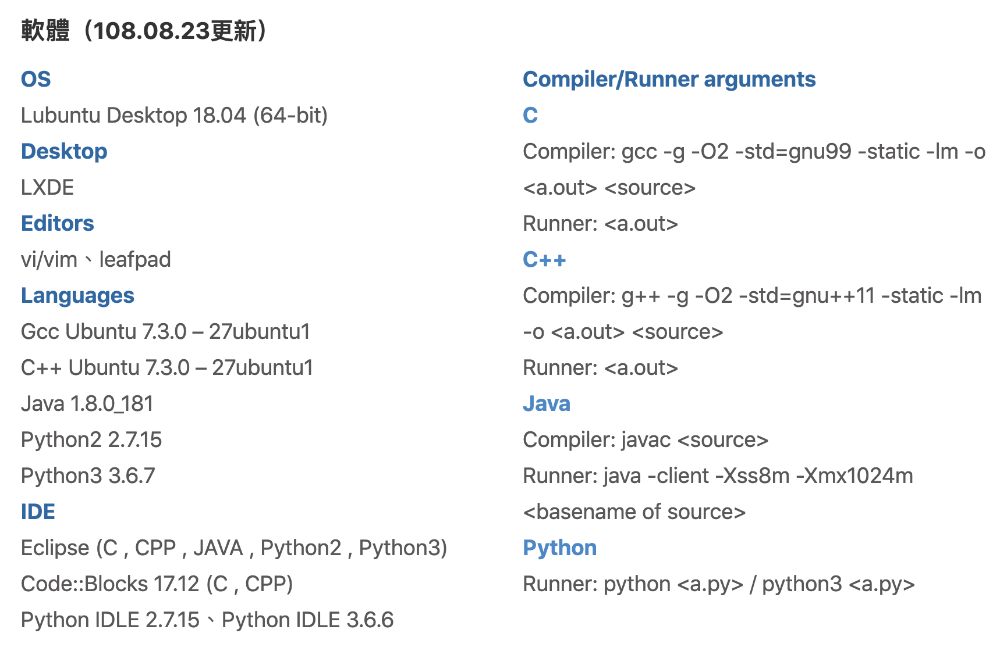 軟體（108.08.23更新）
OS
Lubuntu Desktop 18.04 (64-bit)
Desktop
LXDE
Editors
vi/vim、leafpad
Languages
Gcc Ubuntu 7.3.0 – 27ubuntu1
C++ Ubuntu 7.3.0 – 27ubuntu1
Java 1.8.0_181
Python2 2.7.15
Python3 3.6.7
IDE
Eclipse (C , CPP , JAVA , Python2 , Python3)
Code::Blocks 17.12 (C , CPP)
Python IDLE 2.7.15、Python IDLE 3.6.6
Compiler/Runner arguments
C
Compiler: gcc -g -O2 -std=gnu99 -static -lm -o
<a.out> <source>
Runner: <a.out>
C++
Compiler: g++ -g -O2 -std=gnu++11 -static -lm
-o <a.out> <source>
Runner: <a.out>
Java
Compiler: javac <source>
Runner: java -client -Xss8m -Xmx1024m
<basename of source>
Python
Runner: python <a.py> / python3 <a.py>